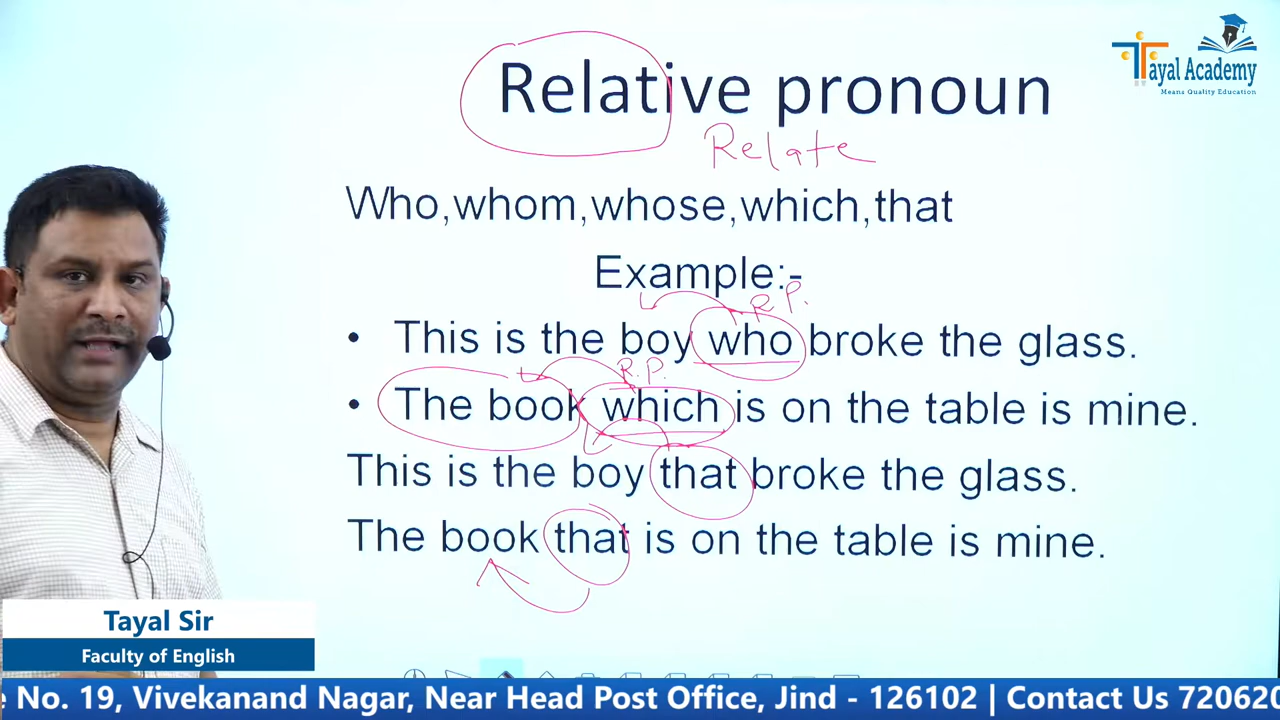 Relative pronoun
Tayal Academy
Means Quality Education
Relate
Who,whom,whose,which,that
Example:-
R P.
• This is the boy who broke the glass.
R.P.
• The book which is on the table is mine.
This is the boy that broke the glass.
The book that is on the table is mine.
Tayal Sir
Faculty of English
No. 19, Vivekanand Nagar, Near Head Post Office, Jind - 126102 | Contact Us 720620